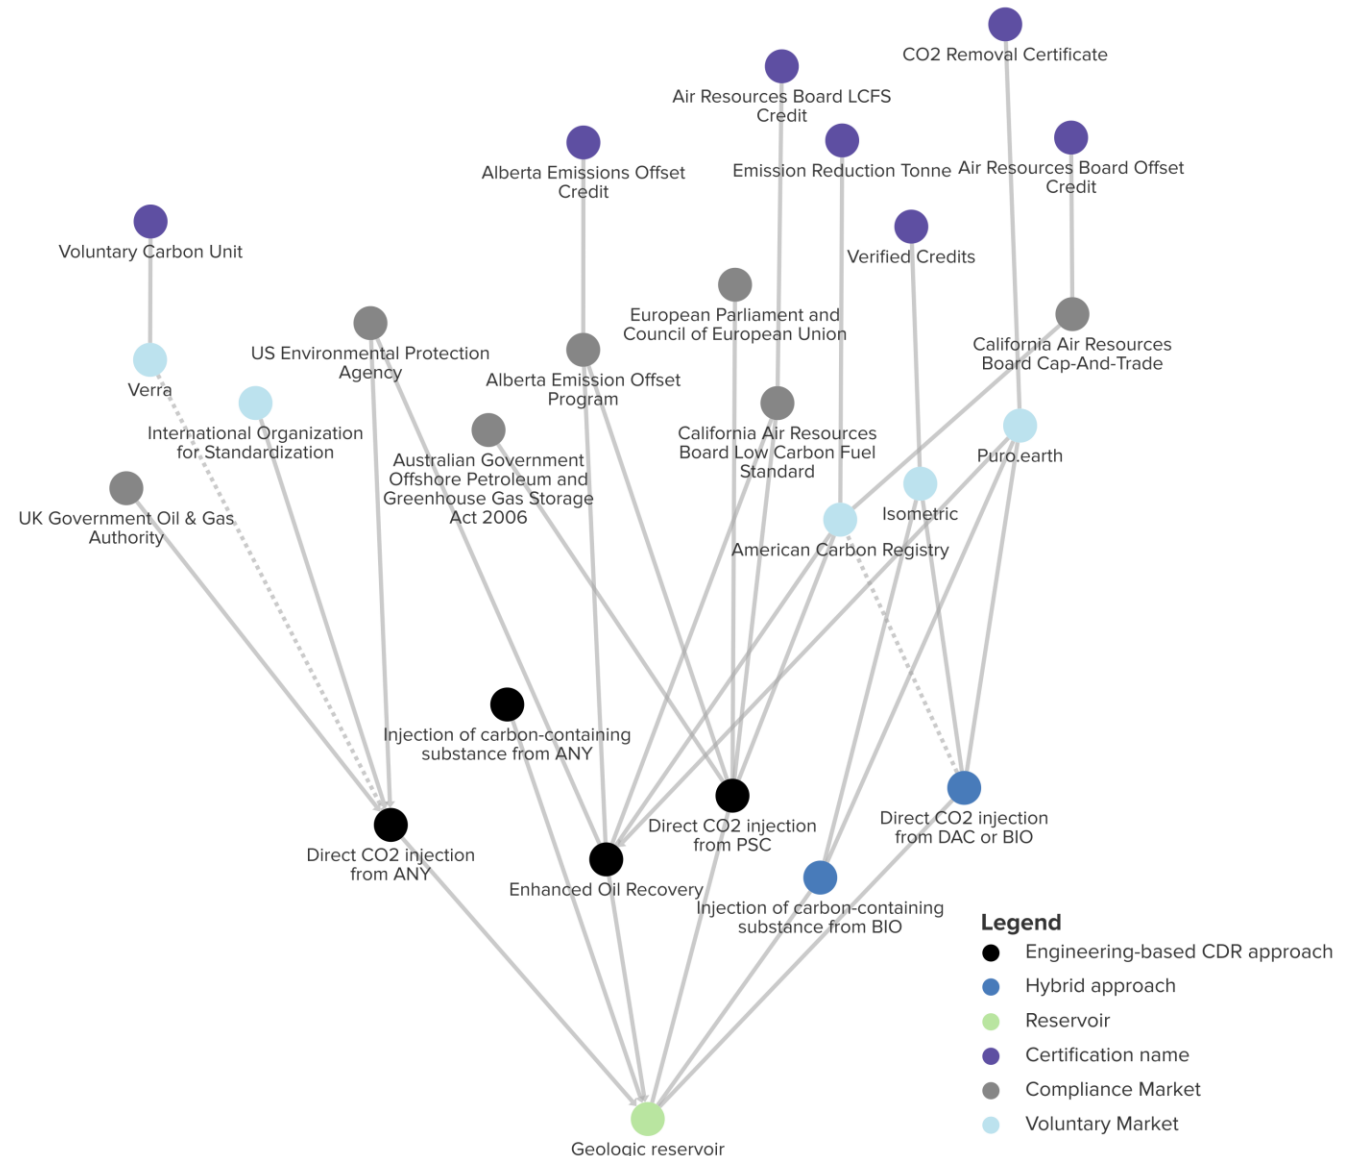 CO2 Removal Certificate
Air Resources Board LCFS
Credit
Alberta Emissions Offset
Credit
Emission Reduction Tonne
Air Resources Board Offset
Credit
Voluntary Carbon Unit
Verified Credits
European Parliament and
Council of European Union
US Environmental Protection
Agency
California Air Resources
Board Cap-And-Trade
Alberta Emission Offset
Program
Verra
International Organization
for Standardization
California Air Resources
Board Low Carbon Fuel
Standard
Puro.earth
Australian Government
Offshore Petroleum and
Greenhouse Gas Storage
Act 2006
UK Government Oil & Gas
Authority
Isometric
American Carbon Registry
Injection of carbon-containing
substance from ANY
Direct CO2 injection
from DAC or BIO
Direct CO2 injection
from PSC
Direct CO2 injection
from ANY
Enhanced Oil Recovery
Injection of carbon-containing
substance from BIO
Legend
Engineering-based CDR approach
Hybrid approach
Reservoir
Certification name
Compliance Market
Voluntary Market
Geologic reservoir